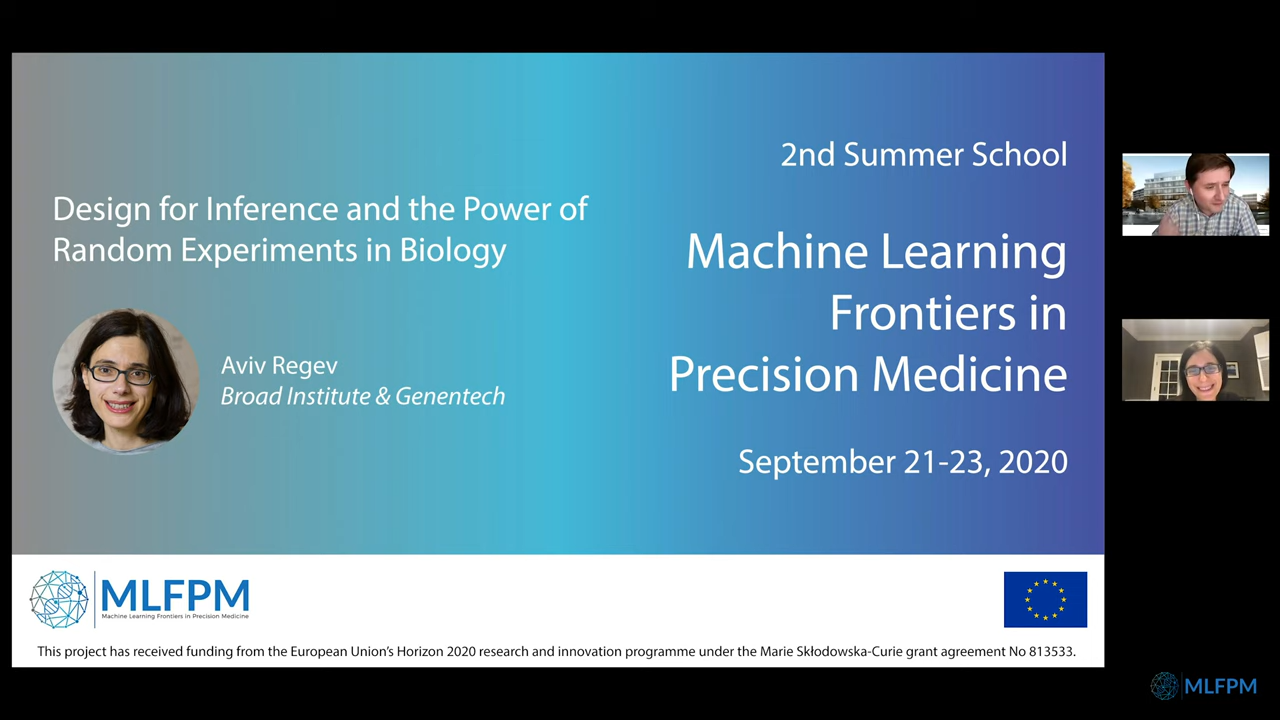 2nd Summer School
Design for Inference and the Power of
Random Experiments in Biology
Machine Learning
Frontiers in
Precision Medicine
Aviv Regev
Broad Institute & Genentech
September 21-23, 2020
MLFPM
Machine Learning Frontiers in Precision Medicine
This project has received funding from the European Union's Horizon 2020 research and innovation programme under the Marie Skłodowska-Curie grant agreement No 813533.
MLFPM